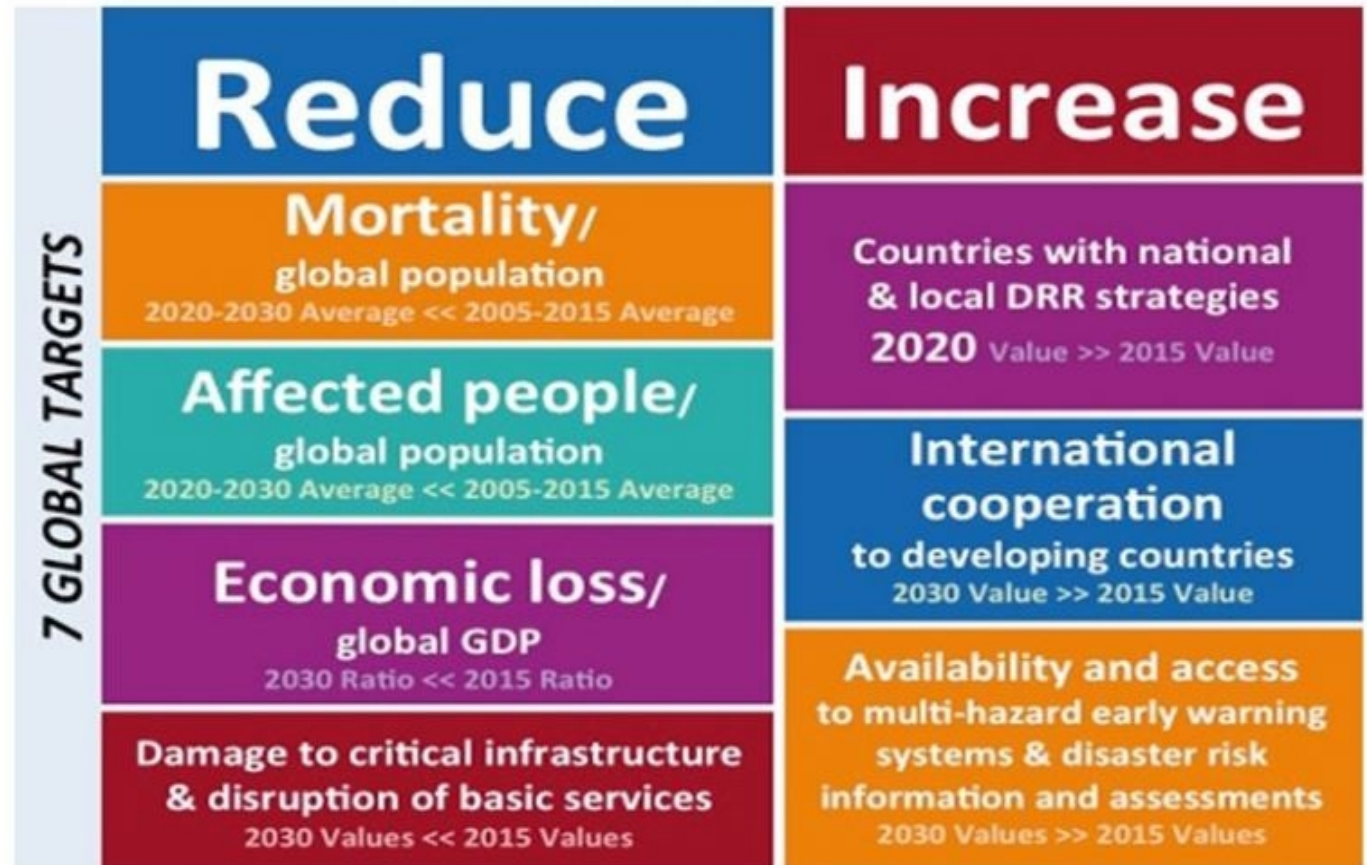 7 GLOBAL TARGETS
Reduce
Mortality/
global population
2020-2030 Average << 2005-2015 Average
Affected people/
global population
2020-2030 Average << 2005-2015 Average
Economic loss/
global GDP
2030 Ratio << 2015 Ratio
Damage to critical infrastructure
& disruption of basic services
2030 Values << 2015 Values
Increase
Countries with national
& local DRR strategies
2020 Value >> 2015 Value
International
cooperation
to developing countries
2030 Value >> 2015 Value
Availability and access
to multi-hazard early warning
systems & disaster risk
information and assessments
2030 Values >> 2015 Values